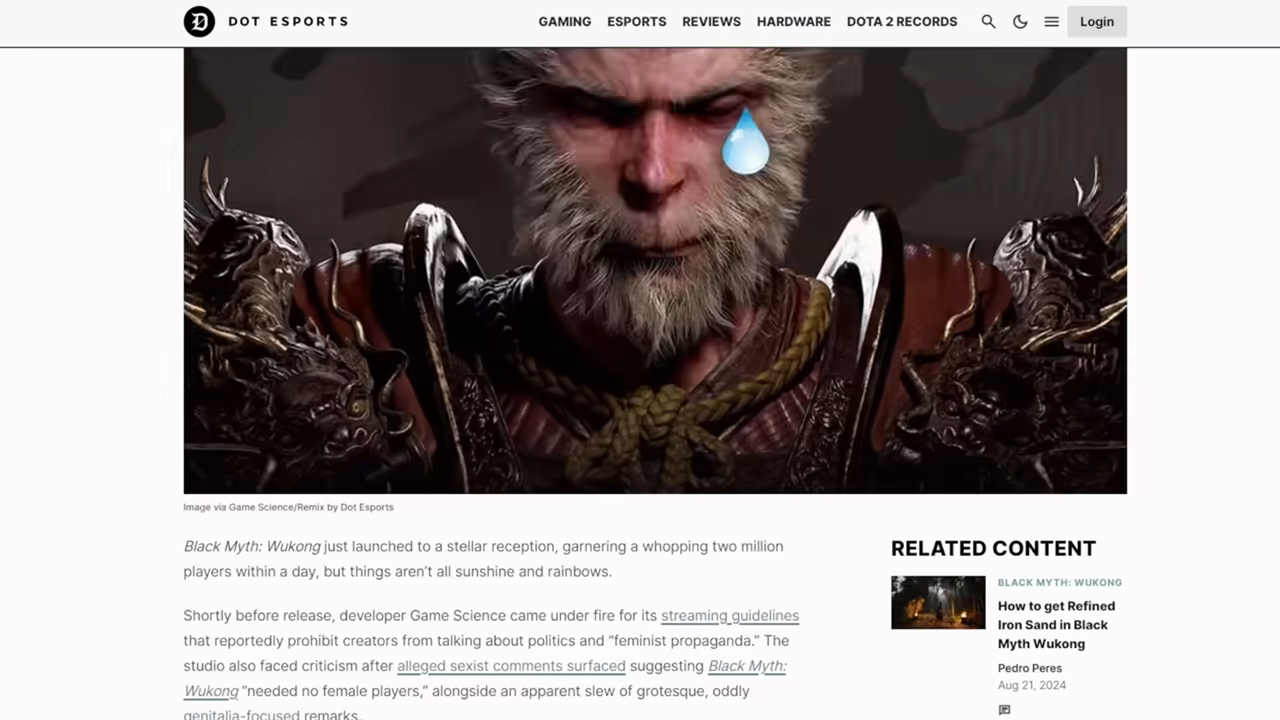 DOT ESPORTS
GAMING ESPORTS REVIEWS HARDWARE DOTA 2 RECORDS Login
Image via Game Science/Remix by Dot Esports
Black Myth: Wukong just launched to a stellar reception, garnering a whopping two million
players within a day, but things aren’t all sunshine and rainbows.
Shortly before release, developer Game Science came under fire for its streaming guidelines
that reportedly prohibit creators from talking about politics and “feminist propaganda.” The
studio also faced criticism after alleged sexist comments surfaced suggesting Black Myth:
Wukong “needed no female players,” alongside an apparent slew of grotesque, oddly
genitalia-focused remarks.
RELATED CONTENT
BLACK MYTH: WUKONG
How to get Refined
Iron Sand in Black
Myth Wukong
Pedro Peres
Aug 21, 2024